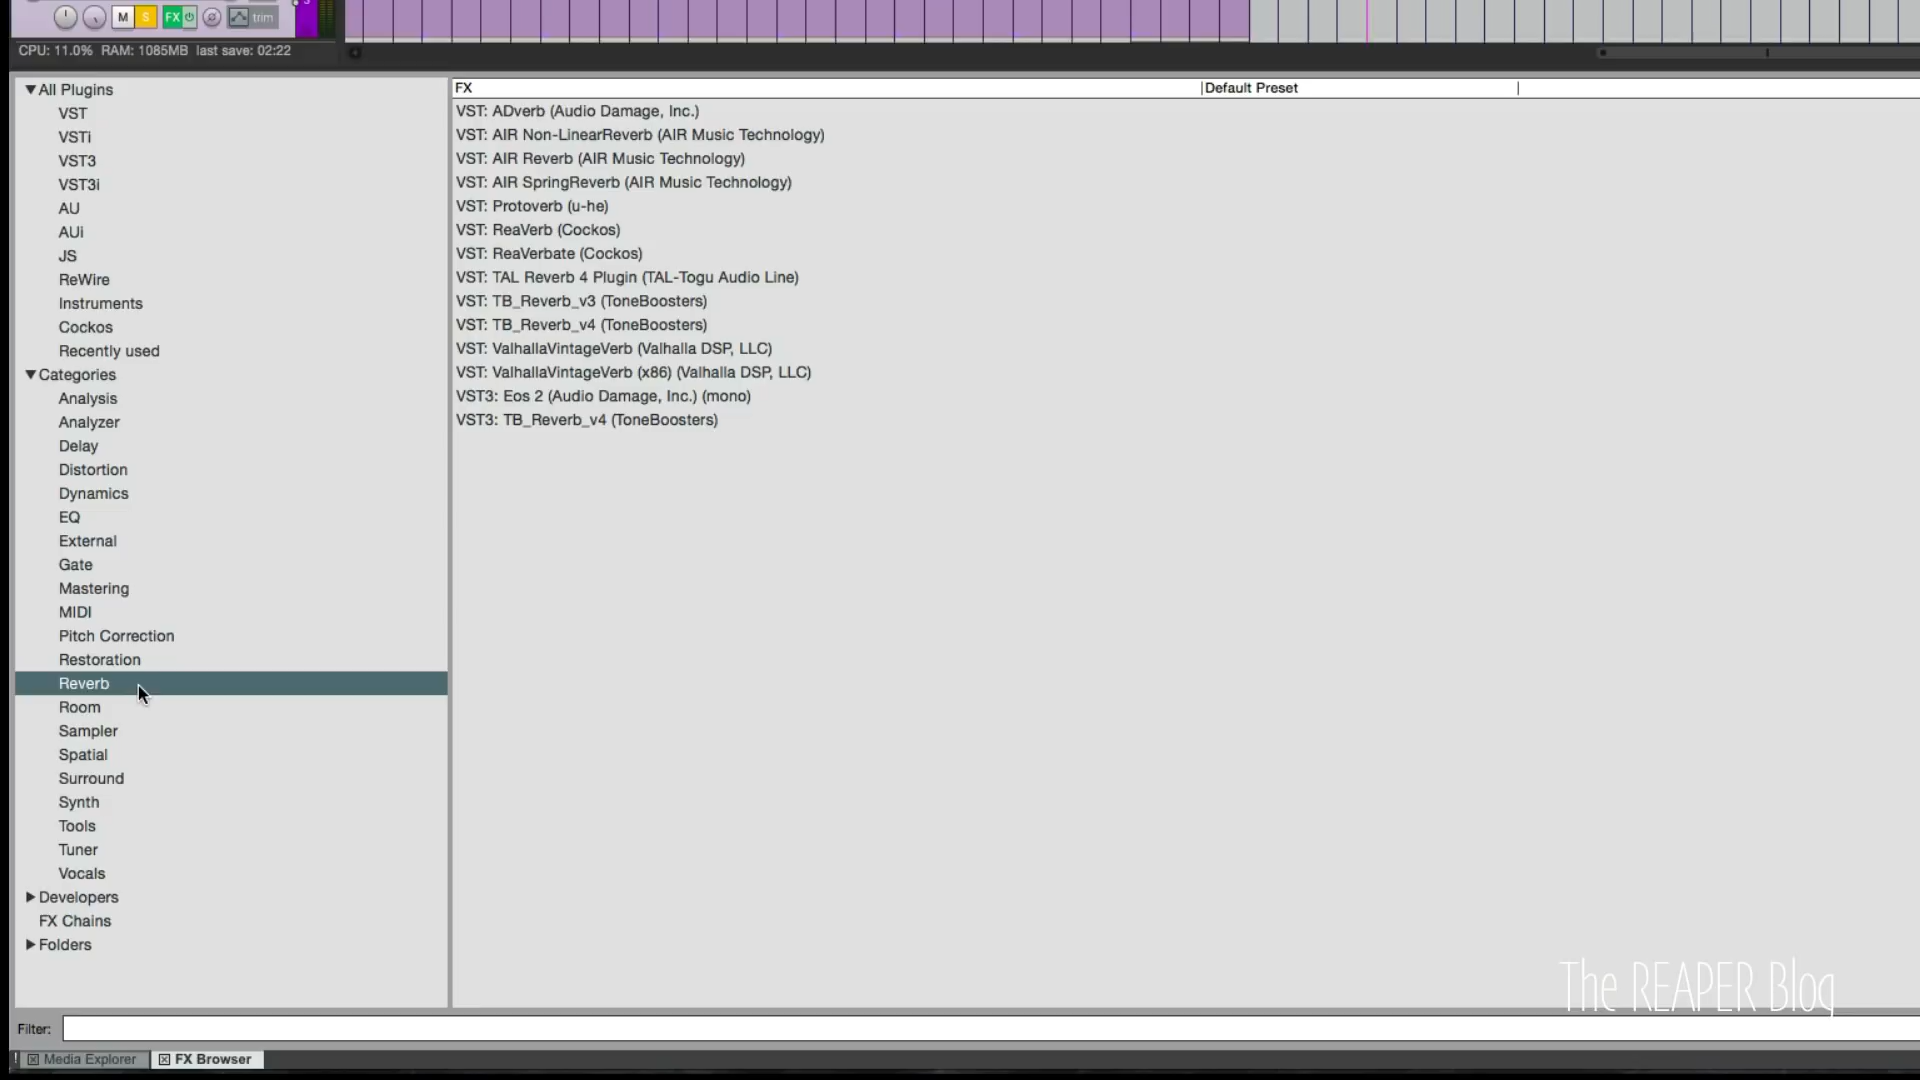 M S FX trim
CPU: 11.0% RAM: 1085MB last save: 02:22
All Plugins
VST
VSTi
VST3
VST3i
AU
AUi
JS
ReWire
Instruments
Cockos
Recently used
Categories
Analysis
Analyzer
Delay
Distortion
Dynamics
EQ
External
Gate
Mastering
MIDI
Pitch Correction
Restoration
Reverb
Room
Sampler
Spatial
Surround
Synth
Tools
Tuner
Vocals
Developers
FX Chains
Folders
FX Default Preset
VST: ADverb (Audio Damage, Inc.)
VST: AIR Non-LinearReverb (AIR Music Technology)
VST: AIR Reverb (AIR Music Technology)
VST: AIR SpringReverb (AIR Music Technology)
VST: Protoverb (u-he)
VST: ReaVerb (Cockos)
VST: ReaVerbate (Cockos)
VST: TAL Reverb 4 Plugin (TAL-Togu Audio Line)
VST: TB_Reverb_v3 (ToneBoosters)
VST: TB_Reverb_v4 (ToneBoosters)
VST: ValhallaVintageVerb (Valhalla DSP, LLC)
VST: ValhallaVintageVerb (x86) (Valhalla DSP, LLC)
VST3: Eos 2 (Audio Damage, Inc.) (mono)
VST3: TB_Reverb_v4 (ToneBoosters)
The REAPER Blog
Filter:
! Media Explorer FX Browser